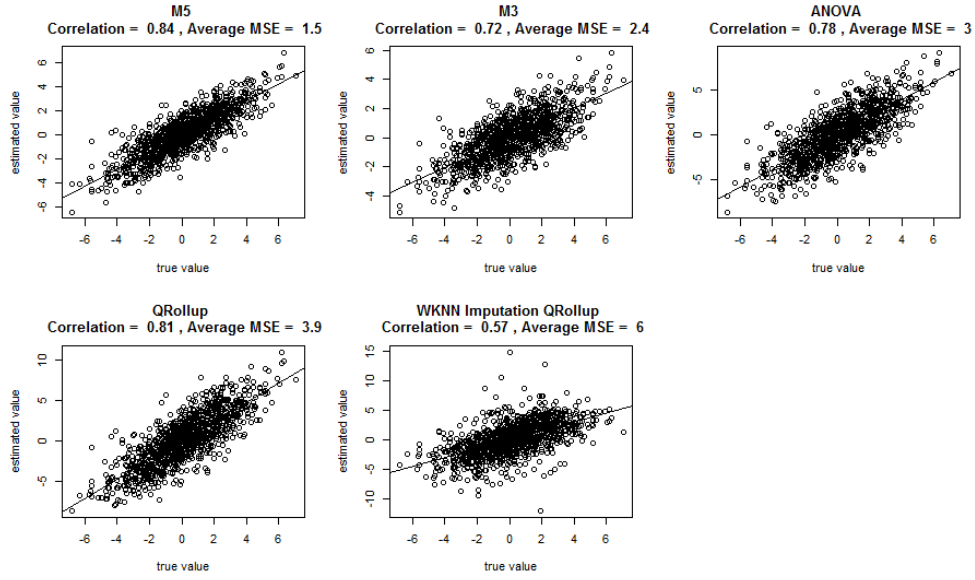 M5
Correlation = 0.84 , Average MSE = 1.5
estimated value
6
4
2
0
-2
-4
-6
-6 -4 -2 0 2 4 6
true value
M3
Correlation = 0.72 , Average MSE = 2.4
estimated value
6
4
2
0
-2
-4
-6 -4 -2 0 2 4 6
true value
ANOVA
Correlation = 0.78 , Average MSE = 3
estimated value
5
0
-5
-6 -4 -2 0 2 4 6
true value
QRollup
Correlation = 0.81 , Average MSE = 3.9
estimated value
10
5
0
-5
-6 -4 -2 0 2 4 6
true value
WKNN Imputation QRollup
Correlation = 0.57 , Average MSE = 6
estimated value
15
10
5
0
-5
-10
-6 -4 -2 0 2 4 6
true value